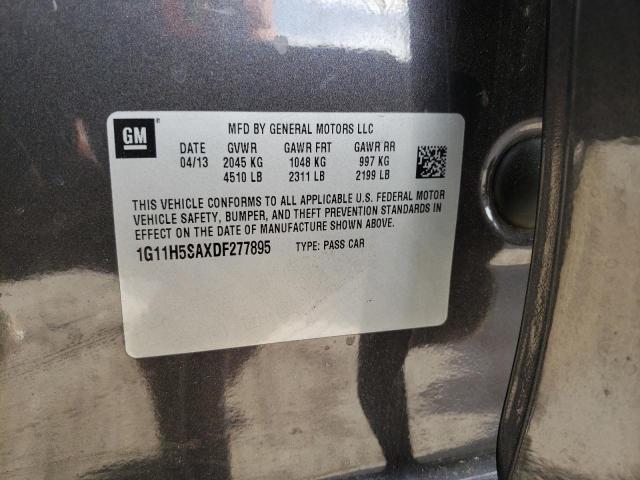 GM
MFD BY GENERAL MOTORS LLC
DATE GVWR GAWR FRT GAWR RR
04/13 2045 KG 1048 KG 997 KG
4510 LB 2311 LB 2199 LB
THIS VEHICLE CONFORMS TO ALL APPLICABLE U.S. FEDERAL MOTOR
VEHICLE SAFETY, BUMPER, AND THEFT PREVENTION STANDARDS IN
EFFECT ON THE DATE OF MANUFACTURE SHOWN ABOVE.
1G11H5SAXDF277895 TYPE: PASS CAR